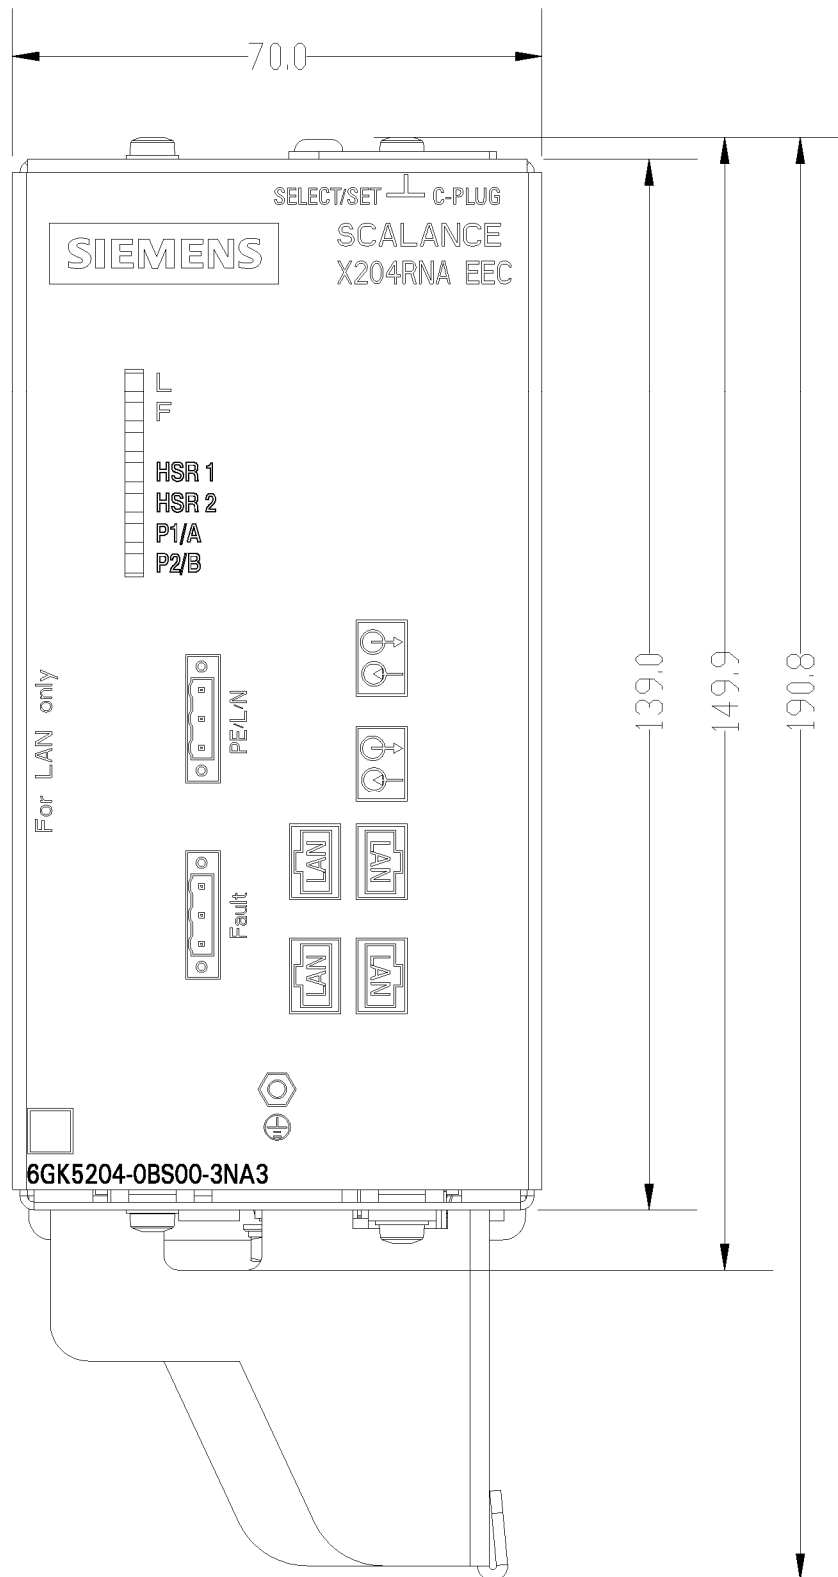 70.0
SELECT/SET C-PLUG
SIEMENS
SCALANCE
X204RNA EEC
L
F
HSR 1
HSR 2
P1/A
P2/B
For LAN only
PE/L/N
139.0
149.9
190.8
LAN
LAN
Fault
LAN
LAN
6GK5204-0BS00-3NA3